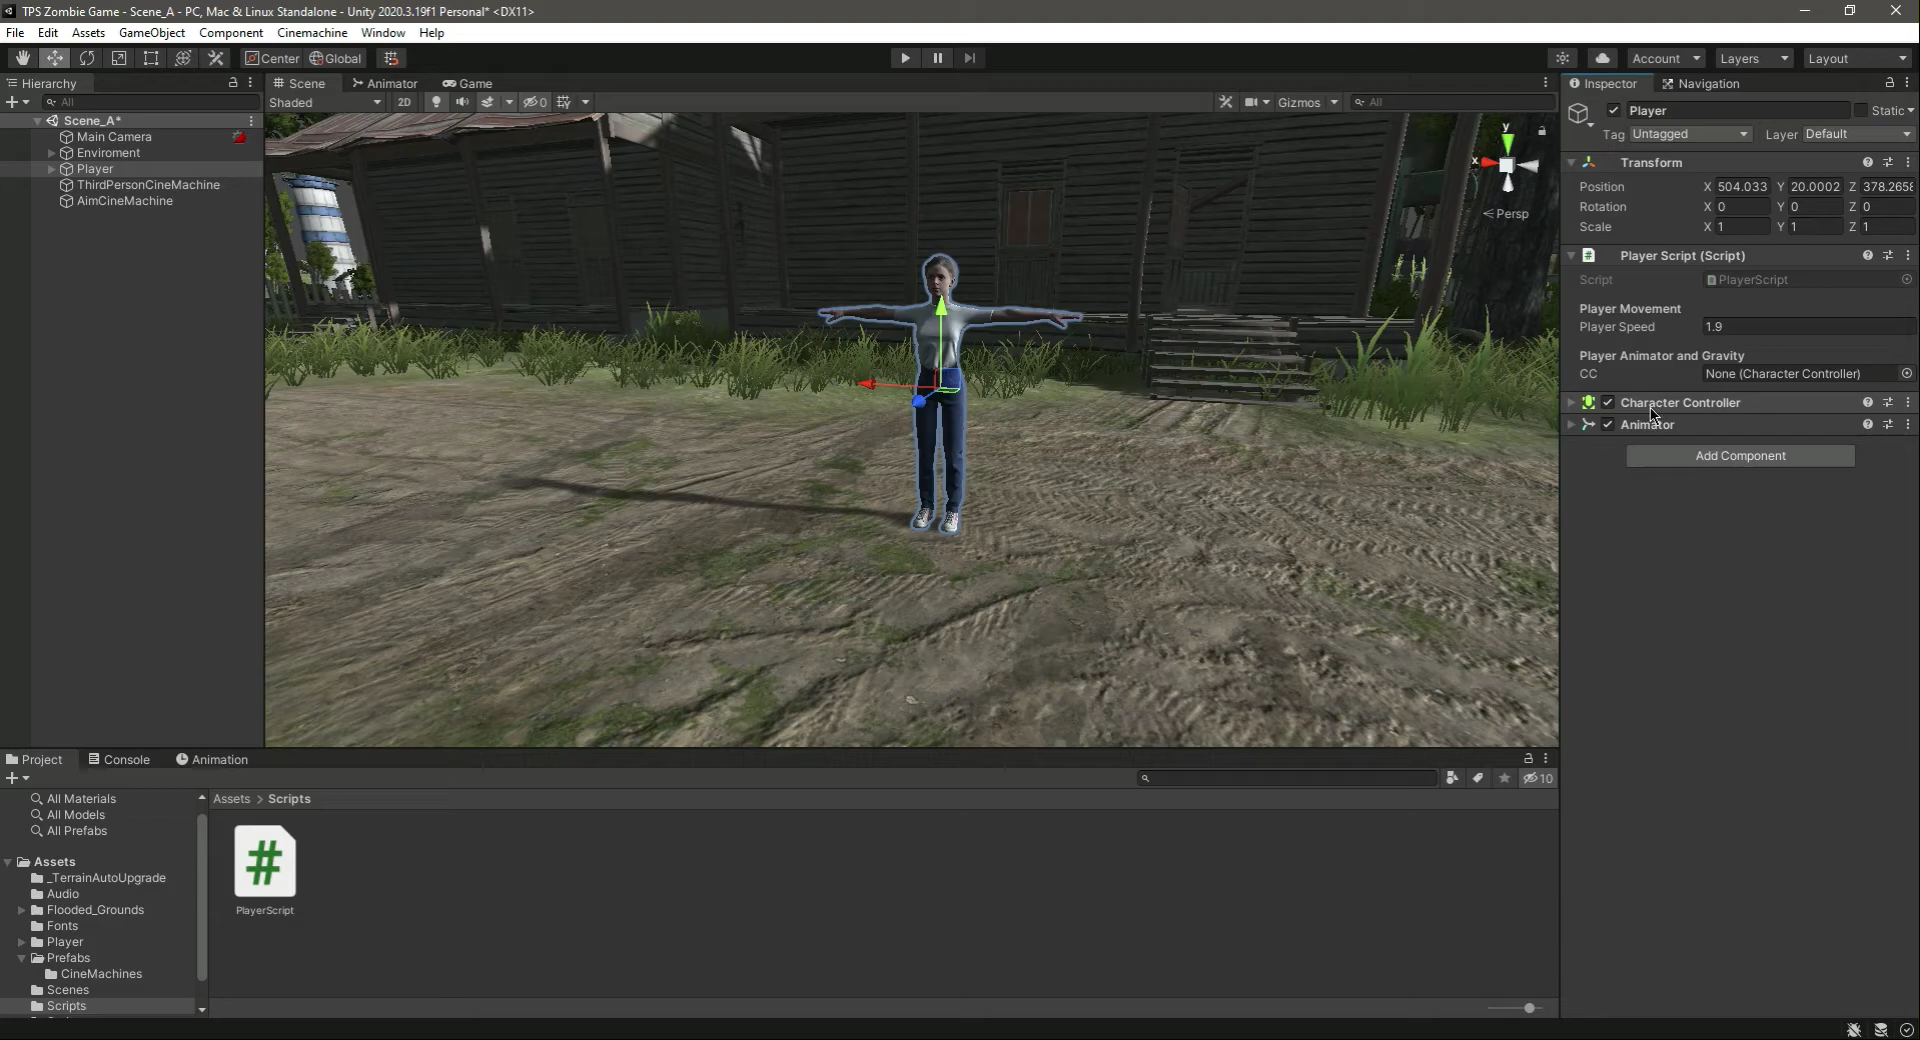 TPS Zombie Game - Scene_A - PC, Mac & Linux Standalone - Unity 2020.3.19f1 Personal* <DX11>
File Edit Assets GameObject Component Cinemachine Window Help
Center Global Account Layers Layout
Hierarchy Scene Animator Game Inspector Navigation
All Shaded 2D 0 Gizmos All
Scene_A*
Main Camera
Enviroment
Player
ThirdPersonCineMachine
AimCineMachine
y
x
Persp
Player Static
Tag Untagged Layer Default
Transform
Position X 504.033 Y 20.0002 Z 378.2658
Rotation X 0 Y 0 Z 0
Scale X 1 Y 1 Z 1
Player Script (Script)
Script PlayerScript
Player Movement
Player Speed 1.9
Player Animator and Gravity
CC None (Character Controller)
Character Controller
Animator
Add Component
Project Console Animation
10
All Materials
All Models
All Prefabs
Assets
_TerrainAutoUpgrade
Audio
Flooded_Grounds
Fonts
Player
Prefabs
CineMachines
Scenes
Scripts
Assets > Scripts
#
PlayerScript